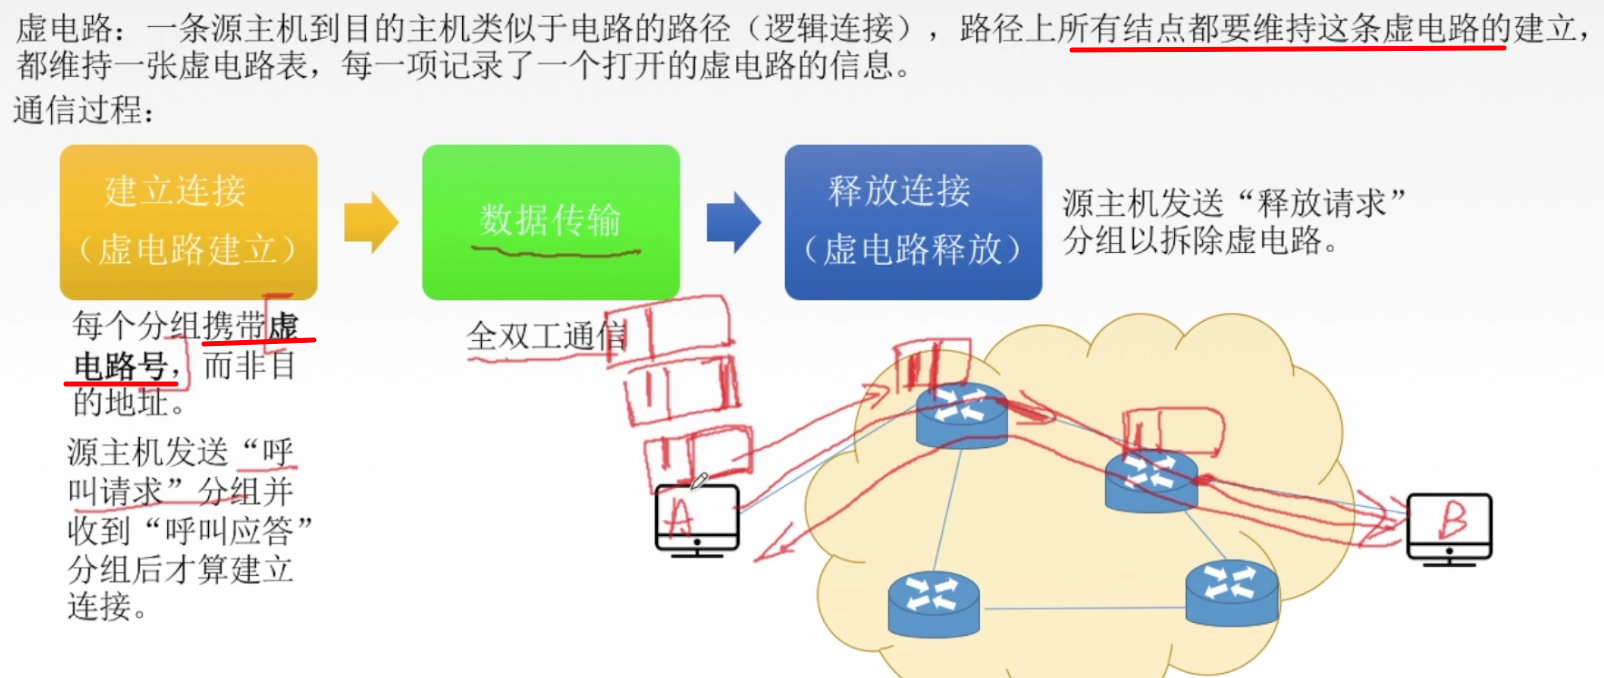 虚电路：一条源主机到目的主机类似于电路的路径（逻辑连接），路径上所有结点都要维持这条虚电路的建立，
都维持一张虚电路表，每一项记录了一个打开的虚电路的信息。
通信过程：
建立连接
（虚电路建立）
数据传输
释放连接
（虚电路释放）
源主机发送“释放请求”
分组以拆除虚电路。
每个分组携带虚
电路号，而非目
的地址。
源主机发送“呼
叫请求”分组并
收到“呼叫应答”
分组后才算建立
连接。
全双工通信
A
B